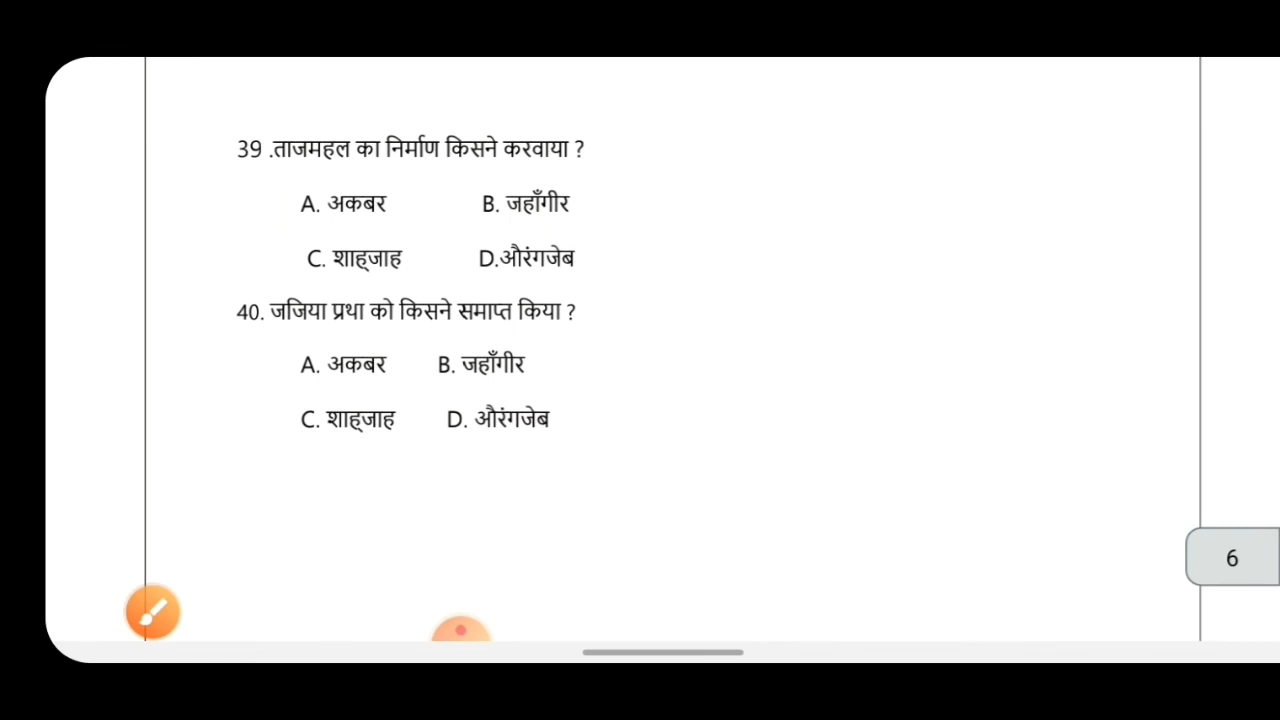 39 .ताजमहल का निर्माण किसने करवाया ?
A. अकबर B. जहाँगीर
C. शाह्जाह D.औरंगजेब
40. जजिया प्रथा को किसने समाप्त किया ?
A. अकबर B. जहाँगीर
C. शाह्जाह D. औरंगजेब
6